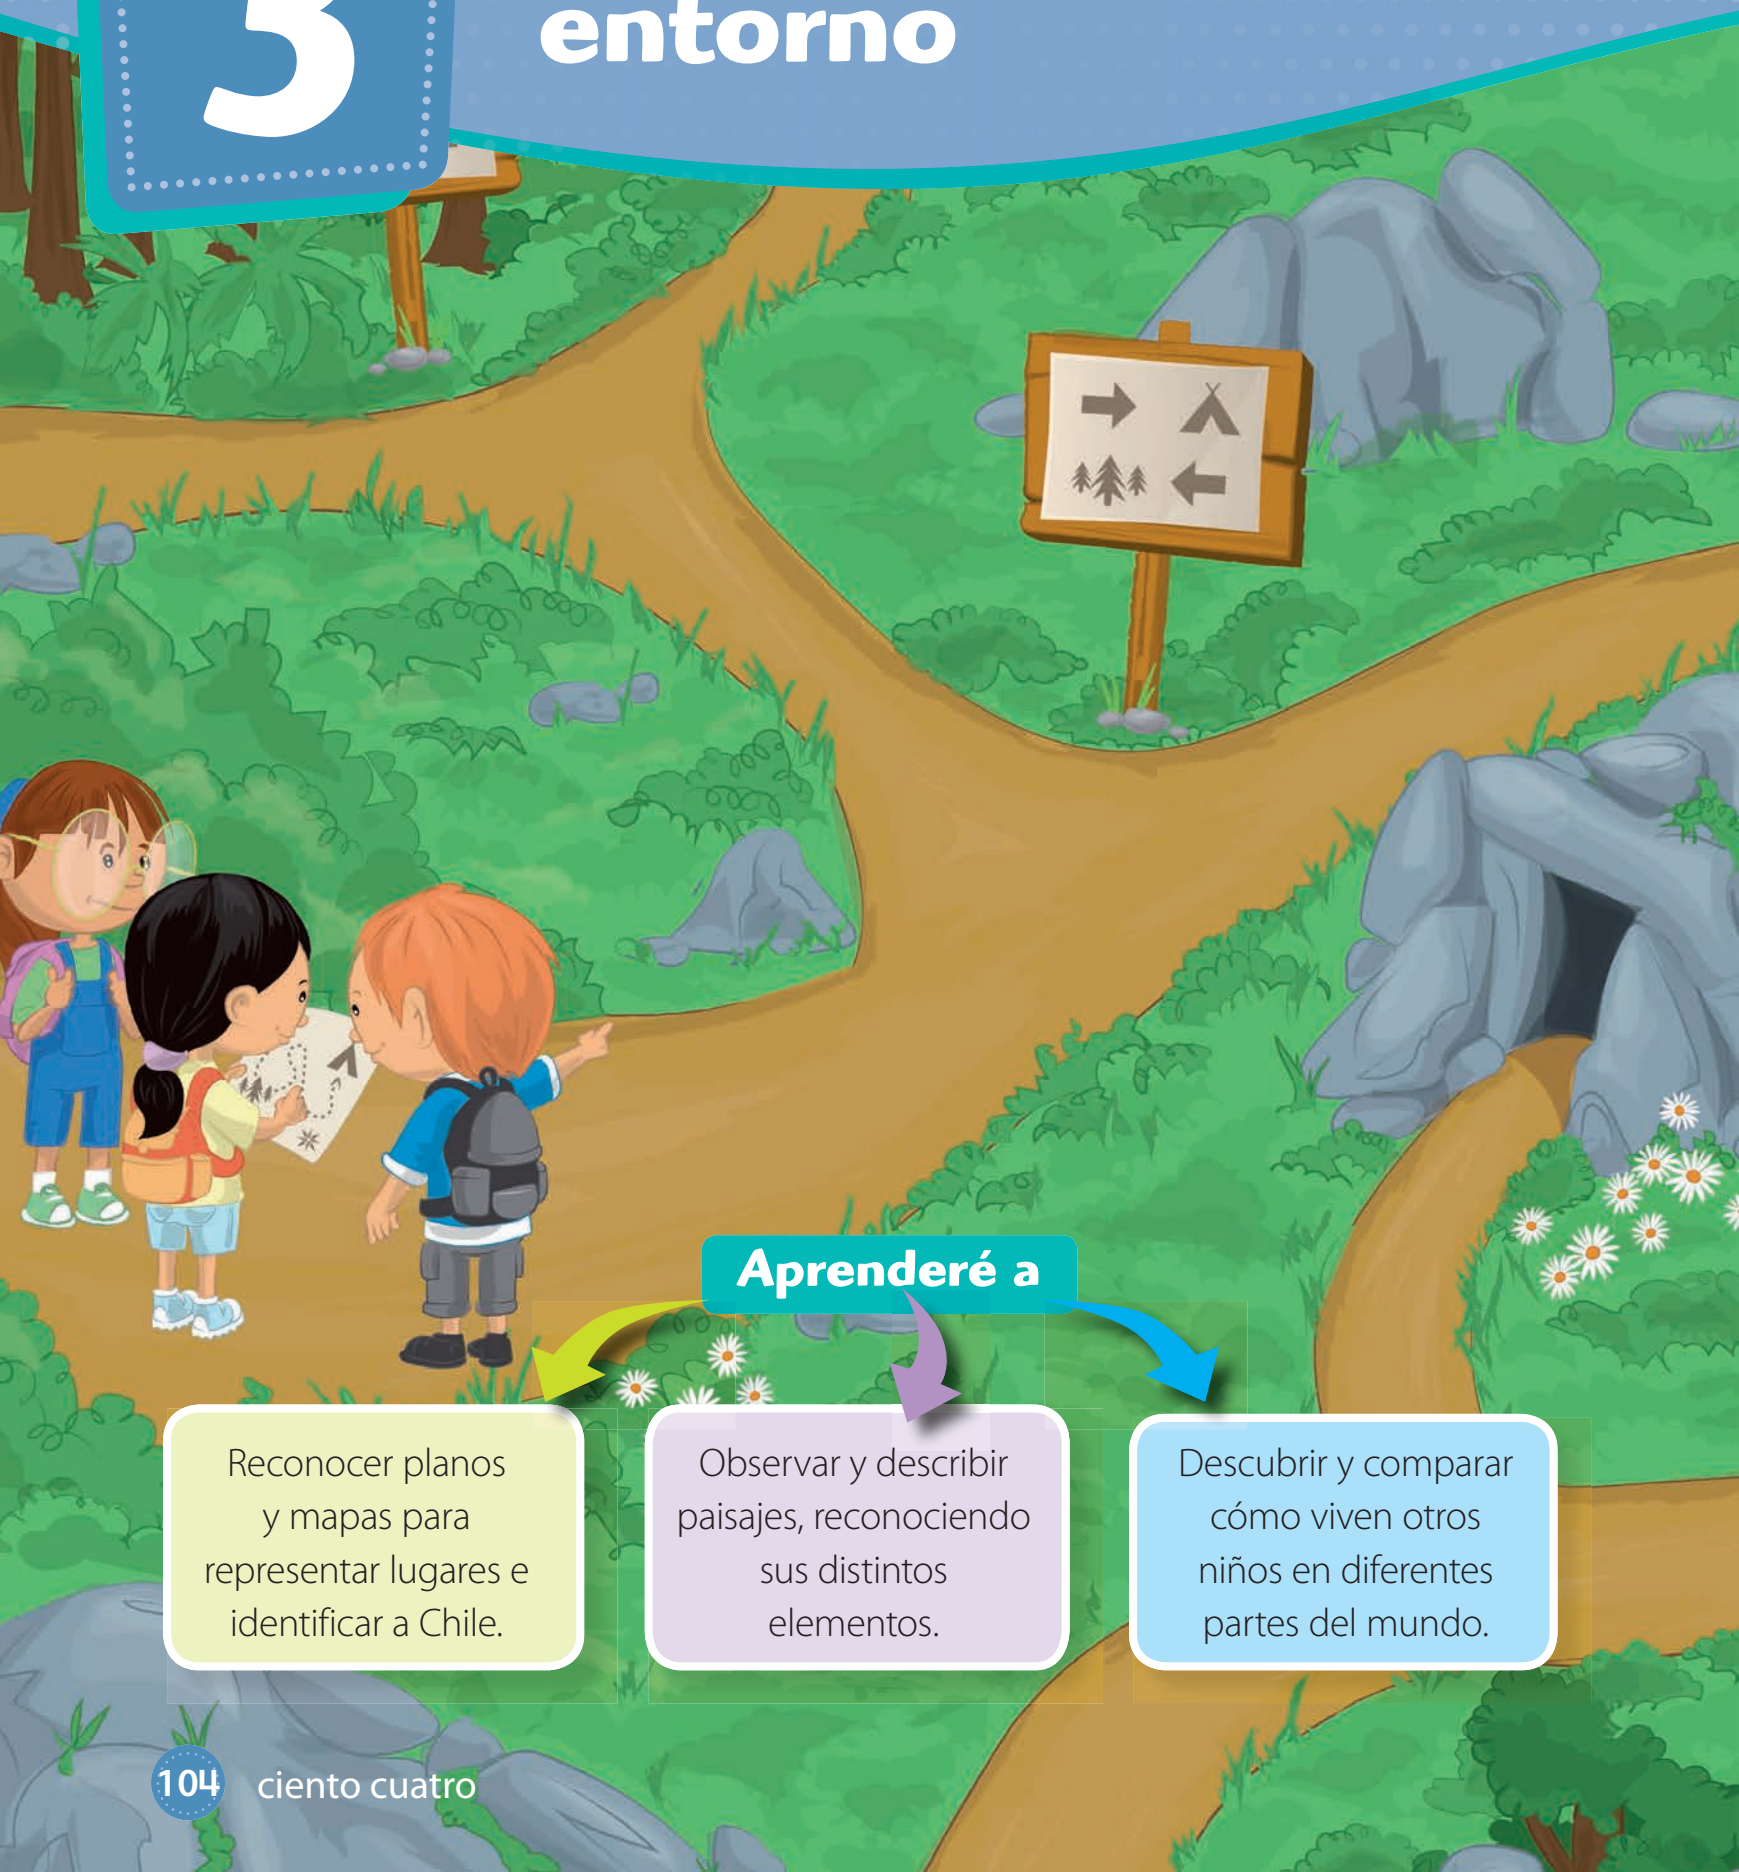 3
entorno
Aprenderé a
Reconocer planos
y mapas para
representar lugares e
identificar a Chile.
Observar y describir
paisajes, reconociendo
sus distintos
elementos.
Descubrir y comparar
cómo viven otros
niños en diferentes
partes del mundo.
104 ciento cuatro